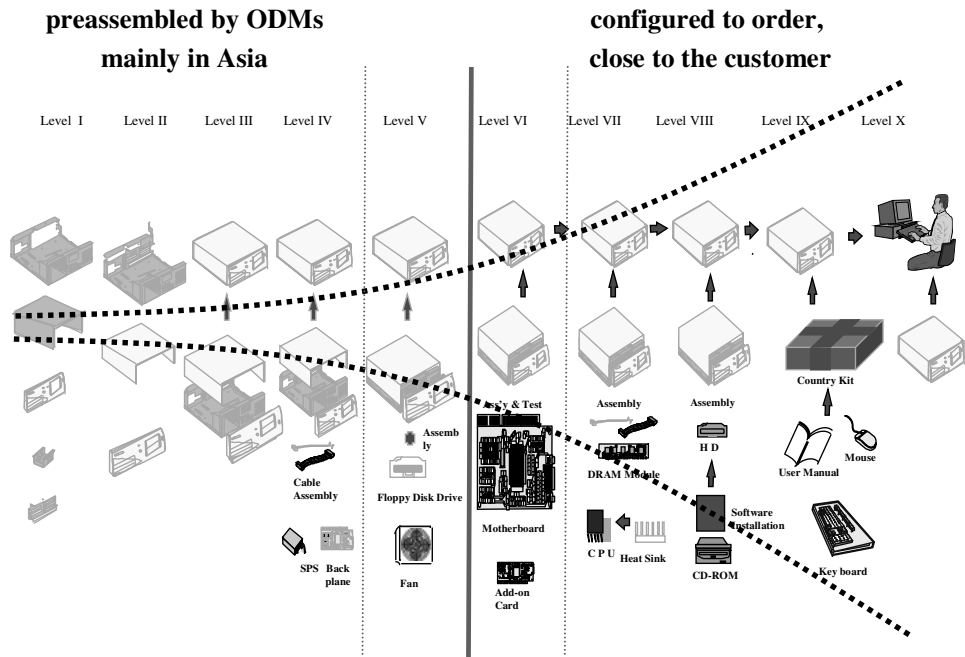 preassembled by ODMs
mainly in Asia
configured to order,
close to the customer
Level I
Level II
Level III
Level IV
Level V
Level VI
Level VII
Level VIII
Level IX
Level X
Cable
Assembly
SPS
Back
plane
Assemb
ly
Floppy Disk Drive
Fan
Ass'y & Test
Motherboard
Add-on
Card
Assembly
DRAM Module
C P U
Heat Sink
Assembly
H D
Software
Installation
CD-ROM
Country Kit
User Manual
Mouse
Key board